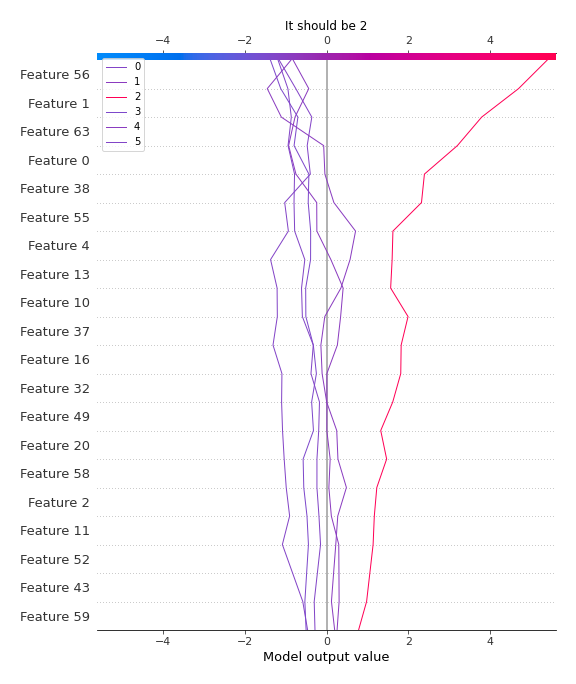 It should be 2
−4 −2 0 2 4
0
1
2
3
4
5
Feature 56
Feature 1
Feature 63
Feature 0
Feature 38
Feature 55
Feature 4
Feature 13
Feature 10
Feature 37
Feature 16
Feature 32
Feature 49
Feature 20
Feature 58
Feature 2
Feature 11
Feature 52
Feature 43
Feature 59
−4 −2 0 2 4
Model output value